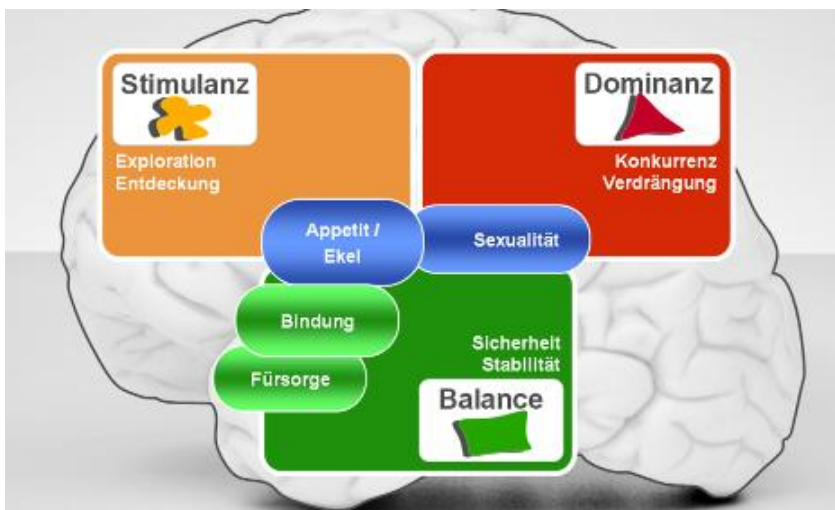 Stimulanz
Exploration
Entdeckung
Dominanz
Konkurrenz
Verdrängung
Appetit /
Ekel
Sexualität
Bindung
Fürsorge
Sicherheit
Stabilität
Balance